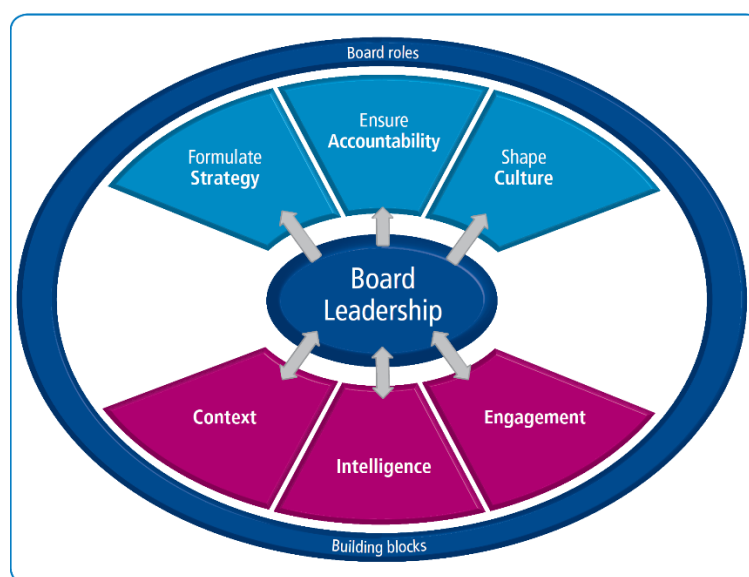 Board roles
Ensure
Accountability
Formulate
Strategy
Shape
Culture
Board
Leadership
Context
Intelligence
Engagement
Building blocks